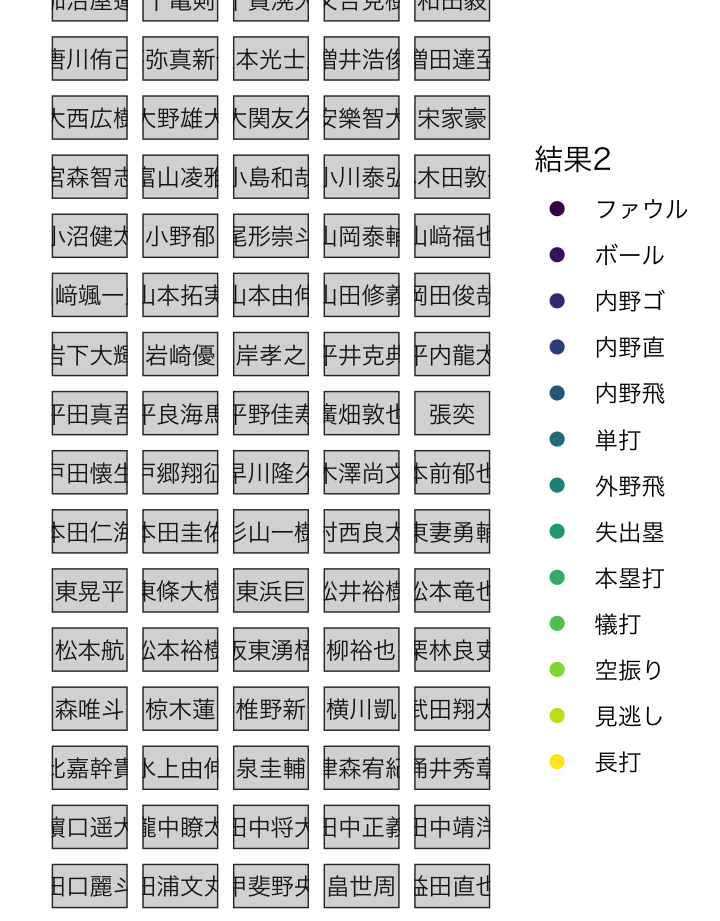 和田毅
唐川侑己 弥真新 本光士 増井浩俊 増田達至
大西広樹 大野雄大 大関友久 安樂智大 宋家豪
宮森智志 富山凌雅 小島和哉 小川泰弘 木田敦
小沼健太 小野郁 尾形崇斗 山岡泰輔 山﨑福也
﨑颯一 山本拓実 山本由伸 山田修義 岡田俊哉
岩下大輝 岩崎優 岸孝之 平井克典 平内龍太
平田真吾 平良海馬 平野佳寿 廣畑敦也 張奕
戸田懐生 戸郷翔征 早川隆久 木澤尚文 本前郁也
本田仁海 本田圭佑 杉山一樹 村西良太 東妻勇輔
東晃平 東條大樹 東浜巨 松井裕樹 松本竜也
松本航 松本裕樹 坂東湧梧 柳裕也 栗林良吏
森唯斗 椋木蓮 椎野新 横川凱 武田翔太
比嘉幹貴 水上由伸 泉圭輔 津森宥紀 涌井秀章
濵口遥大 瀧中瞭太 田中将大 田中正義 田中靖洋
田口麗斗 田浦文丸 甲斐野央 畠世周 益田直也
結果2
ファウル
ボール
内野ゴ
内野直
内野飛
単打
外野飛
失出塁
本塁打
犠打
空振り
見逃し
長打